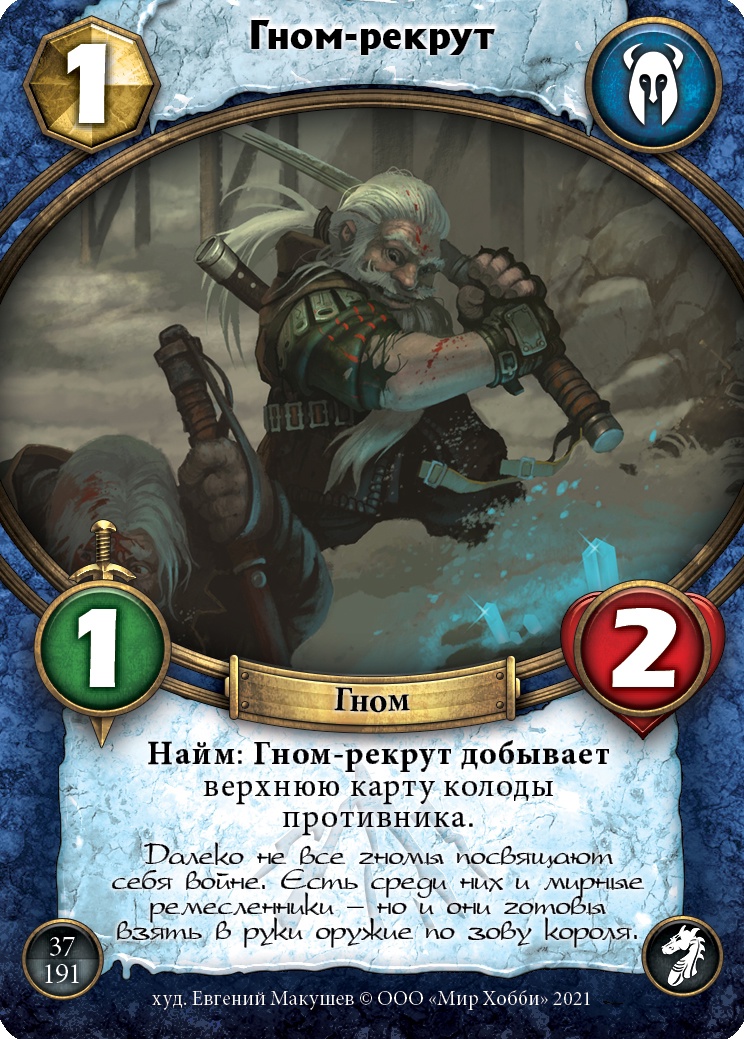 Гном-рекрут
1
1
2
Гном
Найм: Гном-рекрут добывает
верхнюю карту колоды
противника.
Далеко не все гномы посвящают
себя войне. Есть среди них и мирные
ремесленники – но и они готовы
взять в руки оружие по зову короля.
37
191
худ. Евгений Макушев © ООО «Мир Хобби» 2021